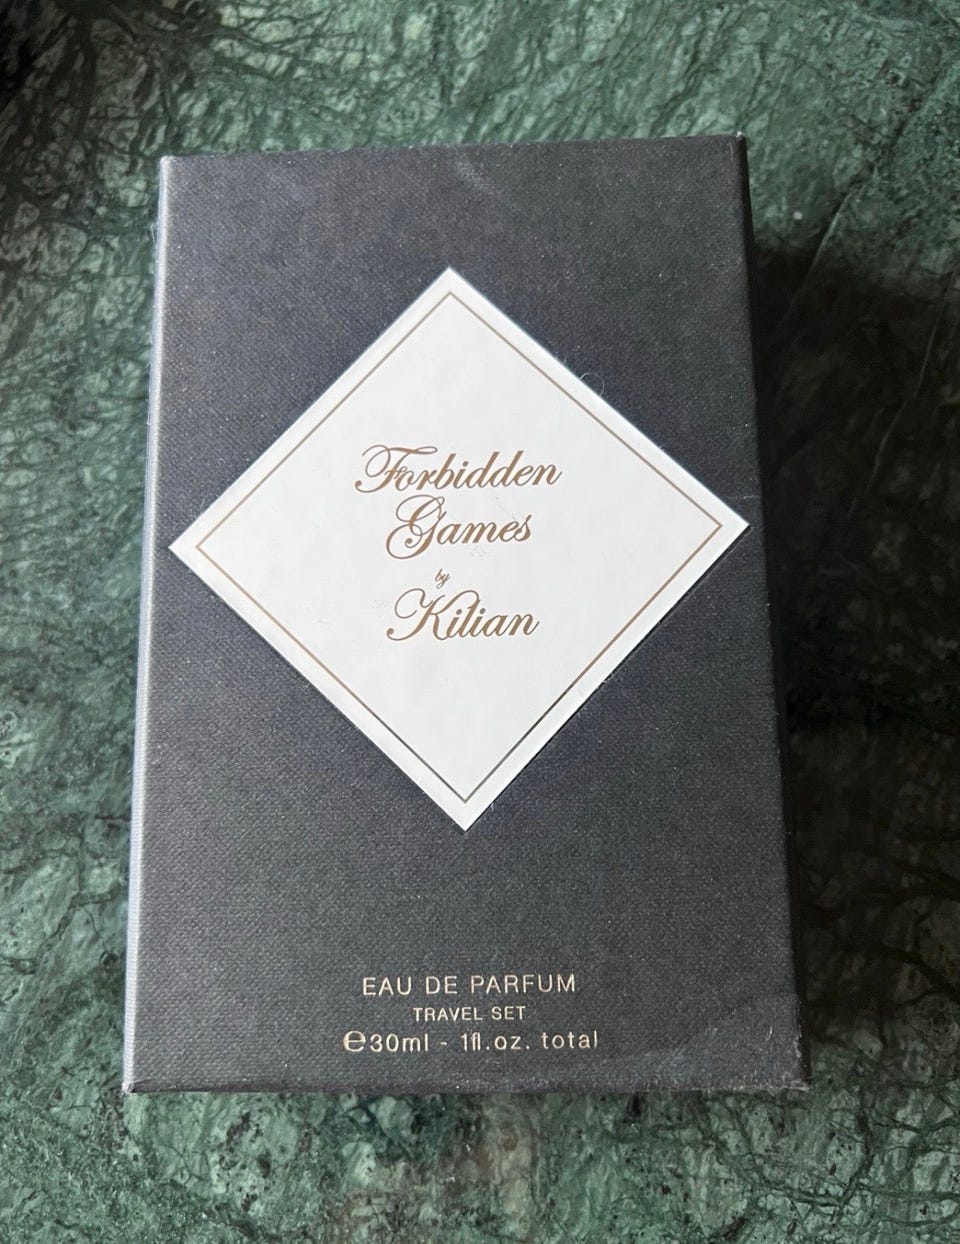 Forbidden
Games
by
Kilian
EAU DE PARFUM
TRAVEL SET
℮30ml - 1fl.oz. total